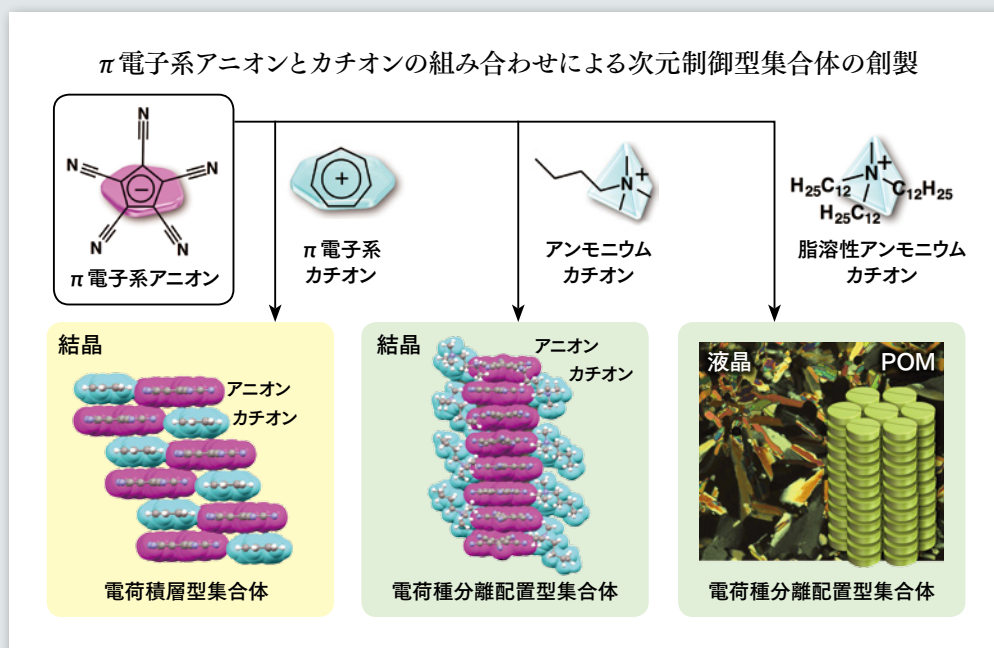 π電子系アニオンとカチオンの組み合わせによる次元制御型集合体の創製
N
N
N
N
N
−
π電子系アニオン
+
π電子系
カチオン
N
+
アンモニウム
カチオン
N
+
H25C12
C12H25
H25C12
脂溶性アンモニウム
カチオン
結晶
アニオン
カチオン
電荷積層型集合体
結晶
アニオン
カチオン
電荷種分離配置型集合体
液晶
POM
電荷種分離配置型集合体